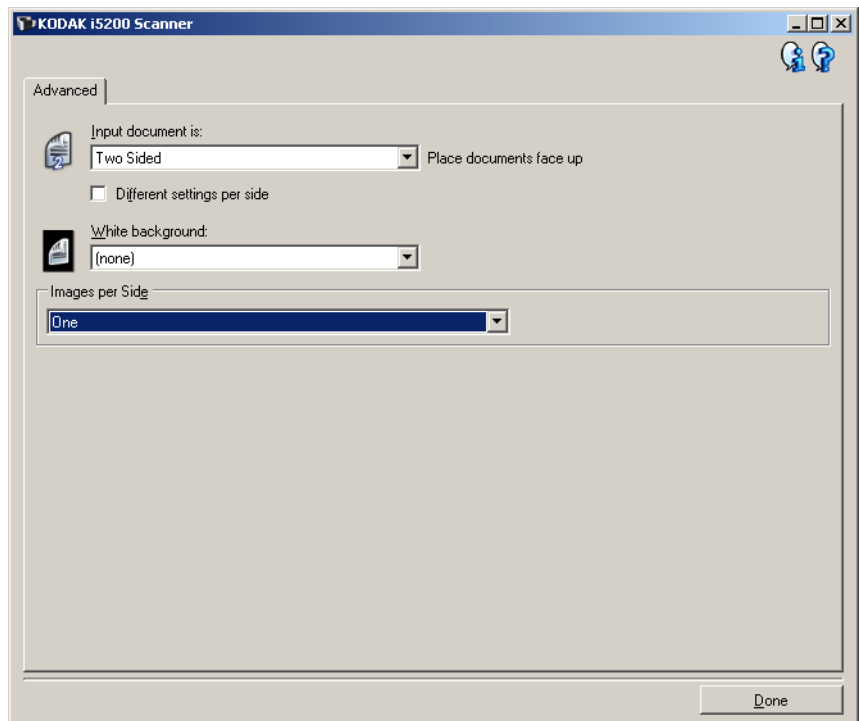 KODAK i5200 Scanner
Advanced
Input document is:
Two Sided
Place documents face up
Different settings per side
White background:
(none)
Images per Side
One
Done